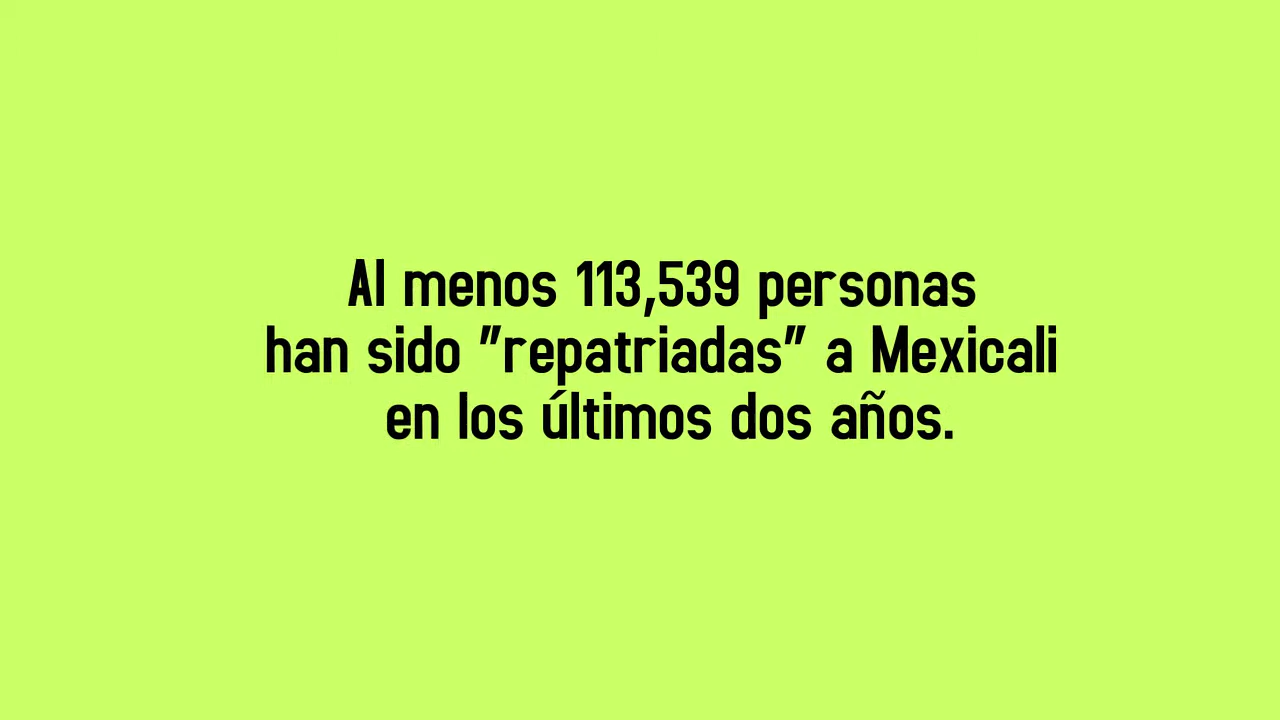 Al menos 113,539 personas
han sido "repatriadas" a Mexicali
en los últimos dos años.